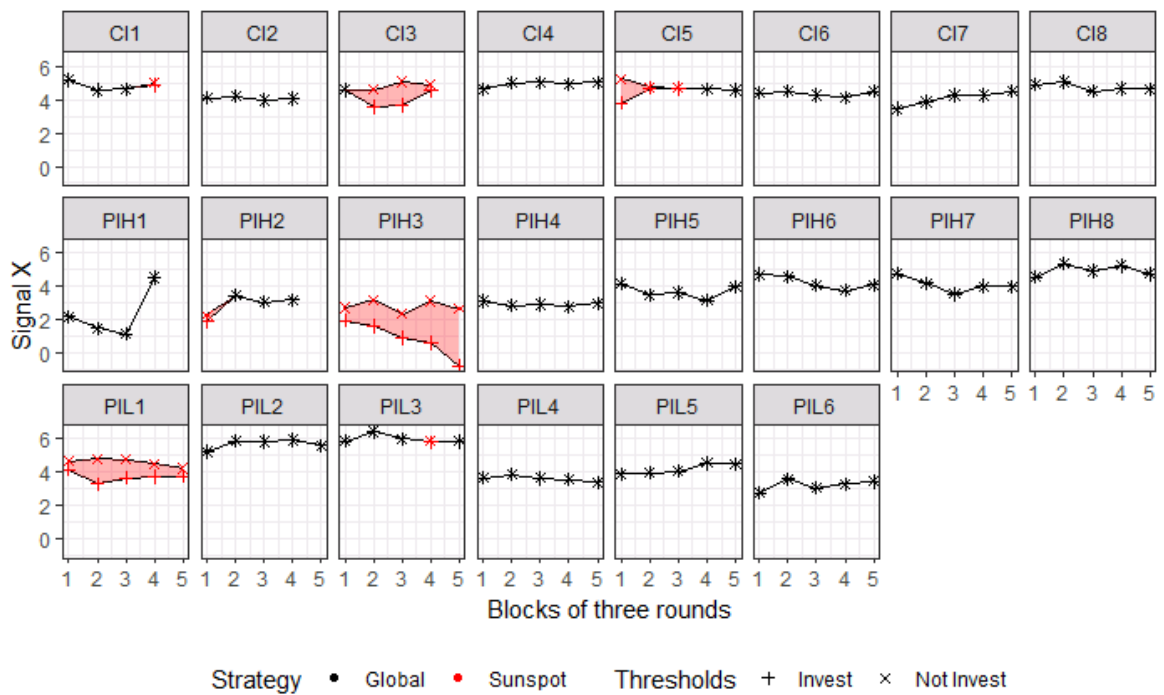 CI1 CI2 CI3 CI4 CI5 CI6 CI7 CI8
6
4
2
0
PIH1 PIH2 PIH3 PIH4 PIH5 PIH6 PIH7 PIH8
Signal X
6
4
2
0
1 2 3 4 5 1 2 3 4 5
PIL1 PIL2 PIL3 PIL4 PIL5 PIL6
6
4
2
0
1 2 3 4 5 1 2 3 4 5 1 2 3 4 5 1 2 3 4 5 1 2 3 4 5 1 2 3 4 5
Blocks of three rounds
Strategy Global Sunspot Thresholds Invest Not Invest